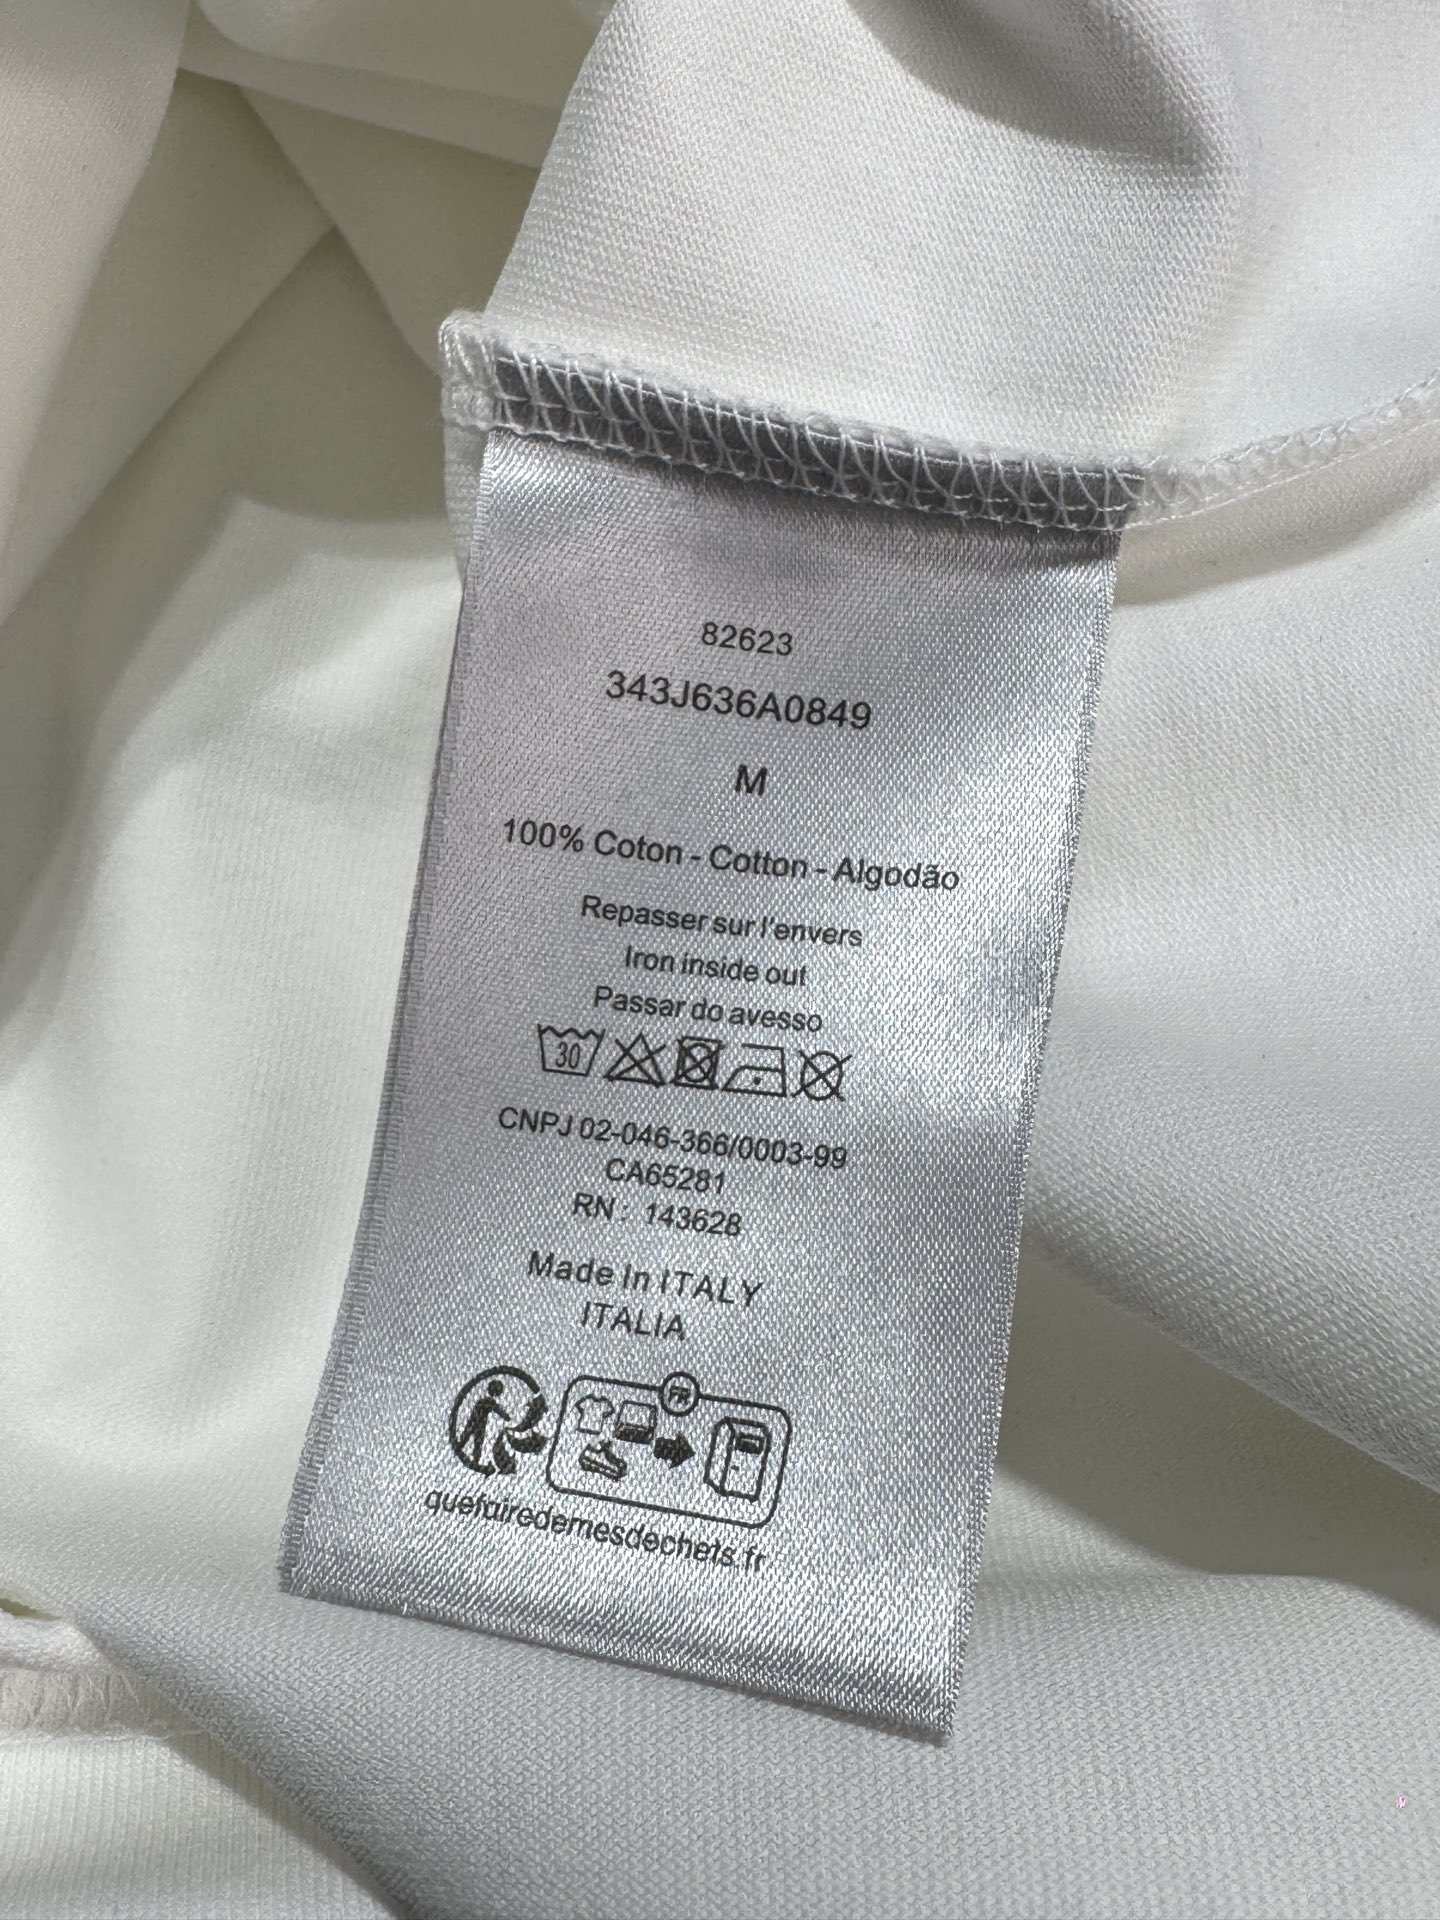 82623
343J636A0849
M
100% Coton - Cotton - Algodão
Repasser sur l'envers
Iron inside out
Passar do avesso
30
CNPJ 02-046-366/0003-99
CA65281
RN : 143628
Made In ITALY
ITALIA
FR
quefairedemesdechets.fr